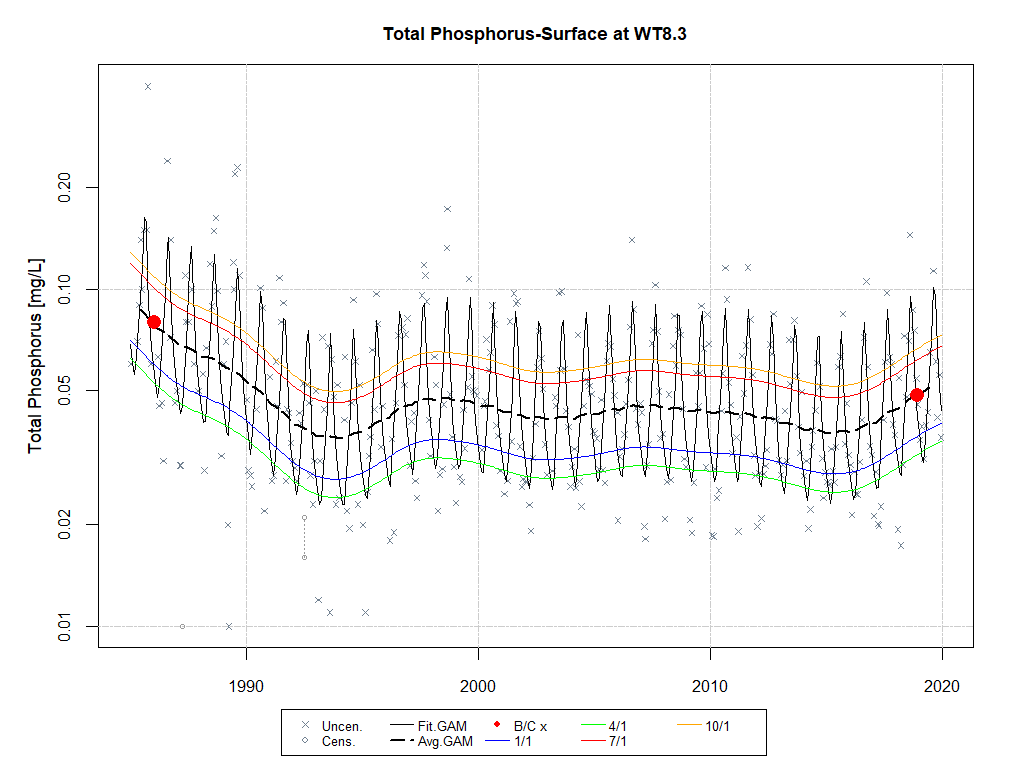 Total Phosphorus-Surface at WT8.3
Total Phosphorus [mg/L]
0.20
0.10
0.05
0.02
0.01
1990 2000 2010 2020
Uncen. Fit.GAM B/C x 4/1 10/1
Cens. Avg.GAM 1/1 7/1